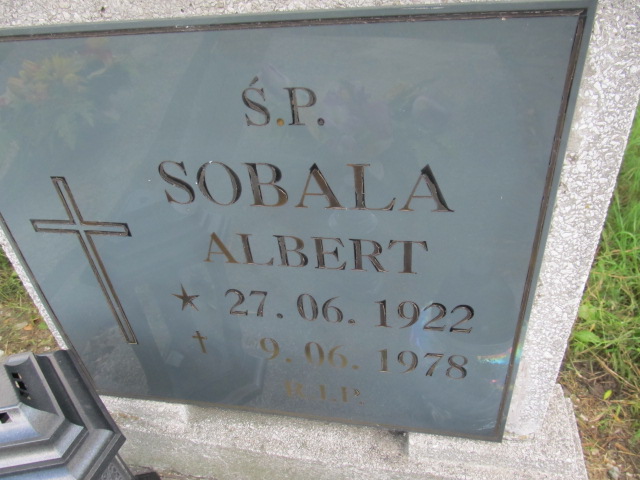 Ś.P.
SOBALA
ALBERT
27.06.1922
9.06.1978
R.I.P.